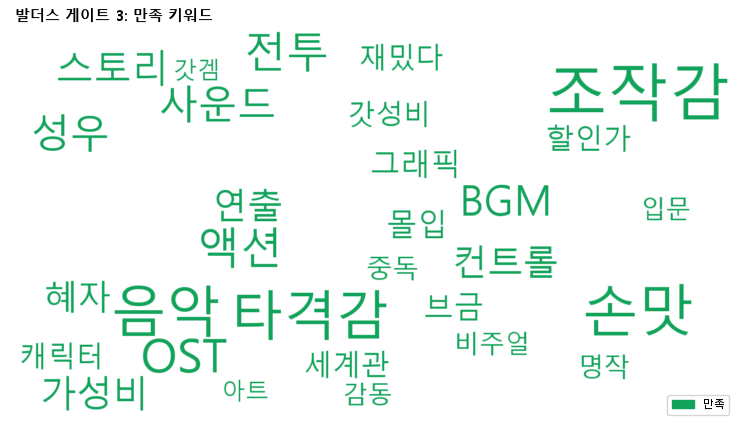 발더스 게이트 3: 만족 키워드
전투
스토리
재밌다
갓겜
조작감
사운드
갓성비
성우
할인가
그래픽
BGM
연출
입문
몰입
액션
컨트롤
중독
혜자
음악
타격감
손맛
브금
비주얼
캐릭터
OST
세계관
명작
가성비
아트
감동
만족